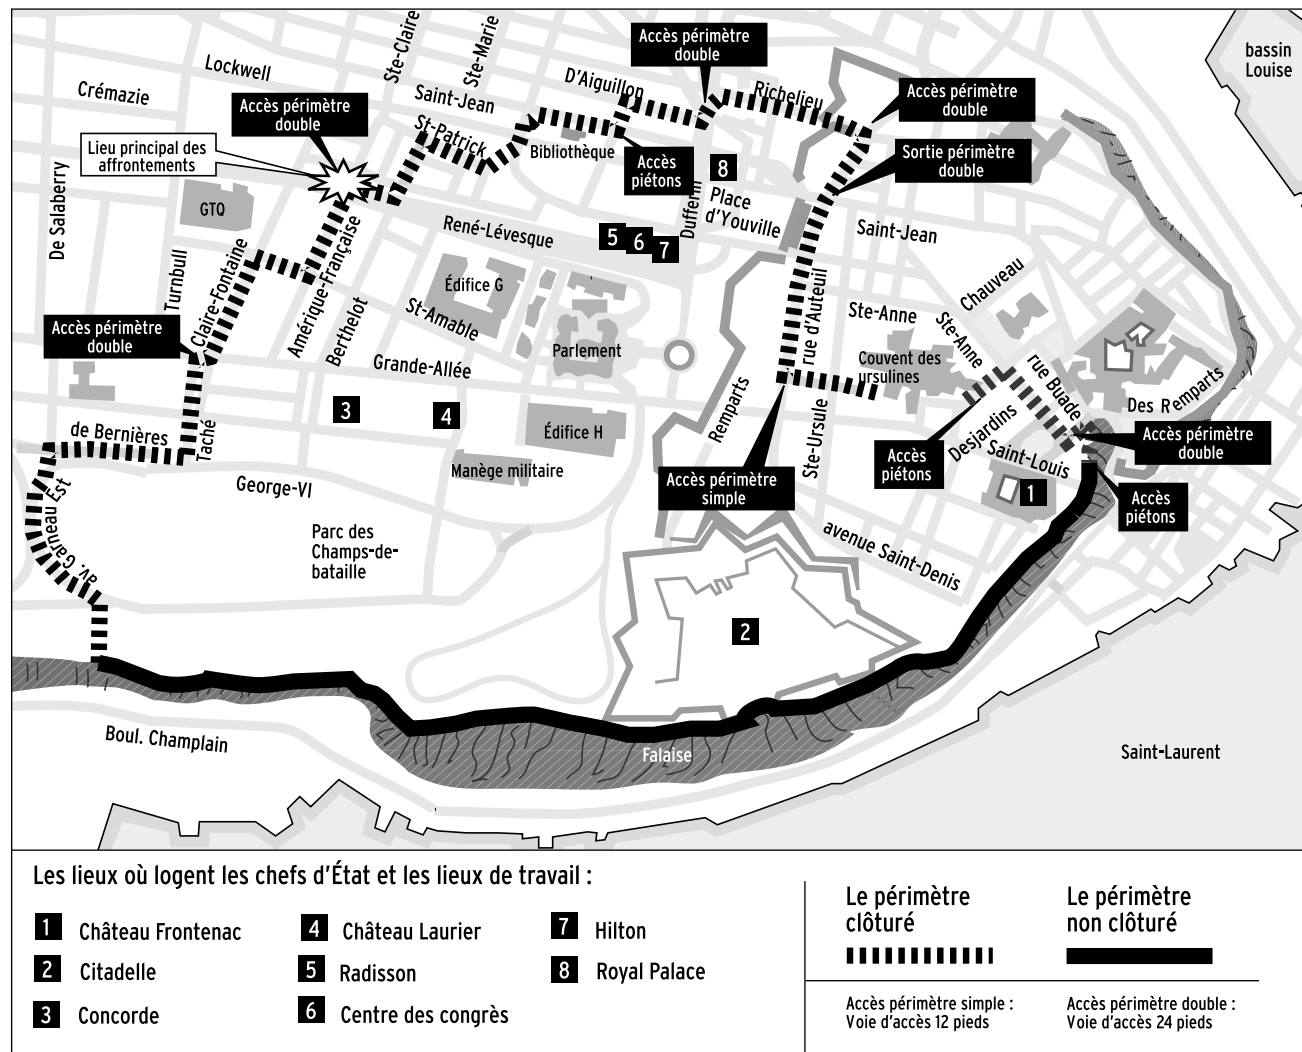 Ste-Claire
Ste-Marie
Lockwell
Crémazie
Accès périmètre
double
D'Aiguillon
Richelieu
bassin
Louise
Accès périmètre
double
Saint-Jean
St-Patrick
Accès périmètre
double
Lieu principal des
affrontements
Bibliothèque
Accès
piétons
Sortie périmètre
double
De Salaberry
GTQ
8
Place
d'Youville
Dufferin
René-Lévesque
5
6
7
Saint-Jean
Turnbull
Claire-Fontaine
Amérique-Française
Berthelot
Édifice G
St-Amable
Parlement
rue d'Auteuil
Chauveau
Ste-Anne
Ste-Anne
Couvent des
ursulines
rue Buade
Accès périmètre
double
Grande-Allée
3
4
Édifice H
Remparts
Ste-Ursule
Des Remparts
Desjardins
Saint-Louis
Accès
piétons
Accès périmètre
double
de Bernières
Taché
Manège militaire
George-VI
Accès périmètre
simple
1
Accès
piétons
av. Garneau Est
Parc des
Champs-de-
bataille
avenue Saint-Denis
2
Boul. Champlain
Falaise
Saint-Laurent
Les lieux où logent les chefs d'État et les lieux de travail :
1 Château Frontenac
2 Citadelle
3 Concorde
4 Château Laurier
5 Radisson
6 Centre des congrès
7 Hilton
8 Royal Palace
Le périmètre
clôturé
Le périmètre
non clôturé
Accès périmètre simple :
Voie d'accès 12 pieds
Accès périmètre double :
Voie d'accès 24 pieds